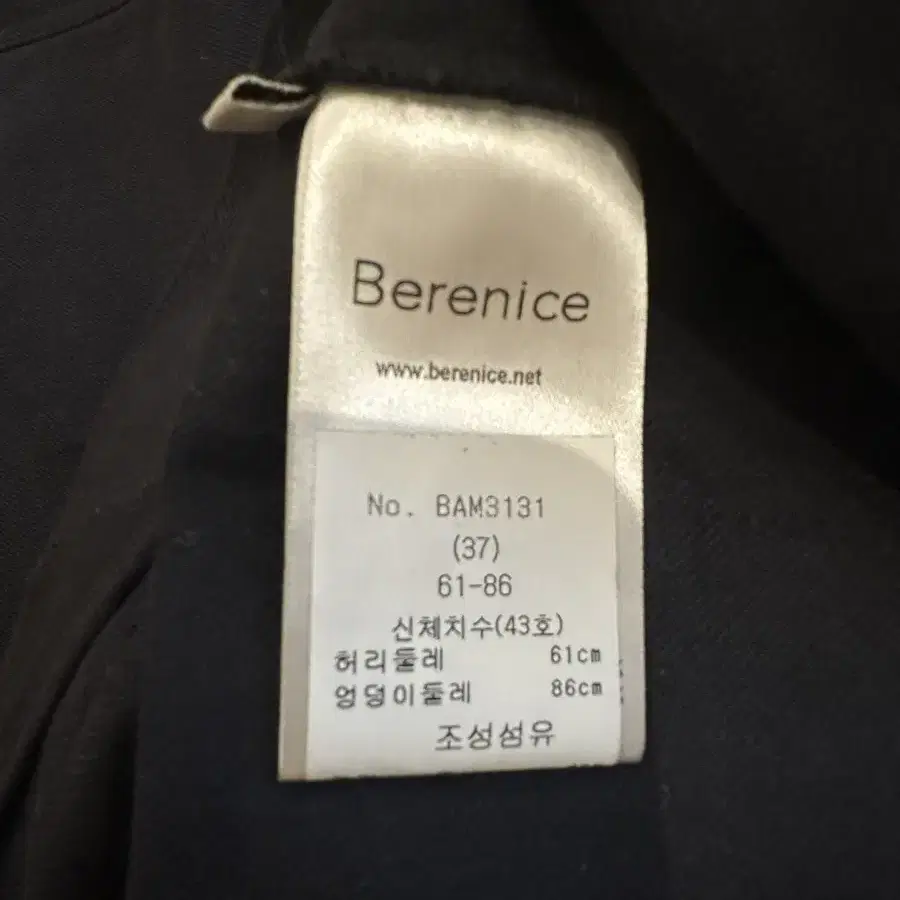 Berenice
www.berenice.net
No. BAM3131
(37)
61-86
신체치수(43호)
허리둘레 61cm
엉덩이둘레 86cm
조성섬유